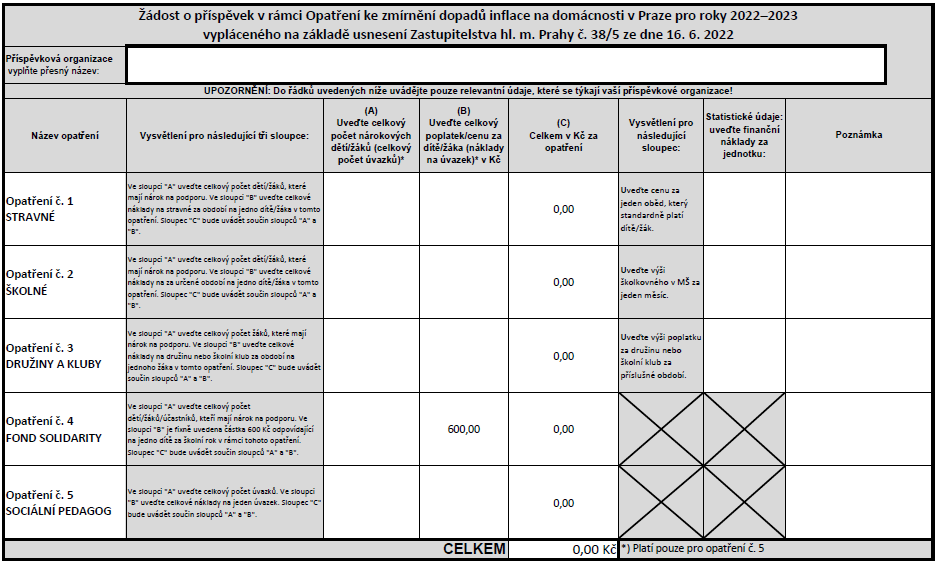 Žádost o příspěvek v rámci Opatření ke zmírnění dopadů inflace na domácnosti v Praze pro roky 2022–2023
vypláceného na základě usnesení Zastupitelstva hl. m. Prahy č. 38/5 ze dne 16. 6. 2022
Příspěvková organizace
vyplňte přesný název:
UPOZORNĚNÍ: Do řádků uvedených níže uvádějte pouze relevantní údaje, které se týkají vaší příspěvkové organizace!
Název opatření
Vysvětlení pro následující tři sloupce:
(A)
Uveďte celkový
počet nárokových
dětí/žáků (celkový
počet úvazků)*
(B)
Uveďte celkový
poplatek/cenu za
dítě/žáka (náklady
na úvazek)* v Kč
(C)
Celkem v Kč za
opatření
Vysvětlení pro
následující
sloupec:
Statistické údaje:
uveďte finanční
náklady za
jednotku:
Poznámka
Opatření č. 1
STRAVNÉ
Ve sloupci "A" uveďte celkový počet dětí/žáků, které
mají nárok na podporu. Ve sloupci "B" uveďte celkové
náklady na stravné za období na jedno dítě/žáka v tomto
opatření. Sloupec "C" bude uvádět součin sloupců "A" a
"B".
0,00
Uveďte cenu za
jeden oběd, který
standardně platí
dítě/žák.
Opatření č. 2
ŠKOLNÉ
Ve sloupci "A" uveďte celkový počet dětí/žáků, které
mají nárok na podporu. Ve sloupci "B" uveďte celkové
náklady na za určené období na jedno dítě/žáka v tomto
opatření. Sloupec "C" bude uvádět součin sloupců "A" a
"B".
0,00
Uveďte výši
školkovného v MŠ za
jeden měsíc.
Opatření č. 3
DRUŽINY A KLUBY
Ve sloupci "A" uveďte celkový počet žáků, které mají
nárok na podporu. Ve sloupci "B" uveďte celkové
náklady na družinu nebo školní klub za období na
jednoho žáka v tomto opatření. Sloupec "C" bude uvádět
součin sloupců "A" a "B".
0,00
Uveďte výši poplatku
za družinu nebo
školní klub za
příslušné období.
Opatření č. 4
FOND SOLIDARITY
Ve sloupci "A" uveďte celkový počet
dětí/žáků/účastníků, kteří mají nárok na podporu. Ve
sloupci "B" je fixně uvedena částka 600 Kč odpovídající
na jedno dítě za školní rok v rámci tohoto opatření.
Sloupec "C" bude uvádět součin sloupců "A" a "B".
600,00
0,00
Opatření č. 5
SOCIÁLNÍ PEDAGOG
Ve sloupci "A" uveďte celkový počet úvazků. Ve sloupci
"B" uveďte celkové náklady na jeden úvazek. Sloupec "C"
bude uvádět součin sloupců "A" a "B".
0,00
CELKEM
0,00 Kč
*) Platí pouze pro opatření č. 5